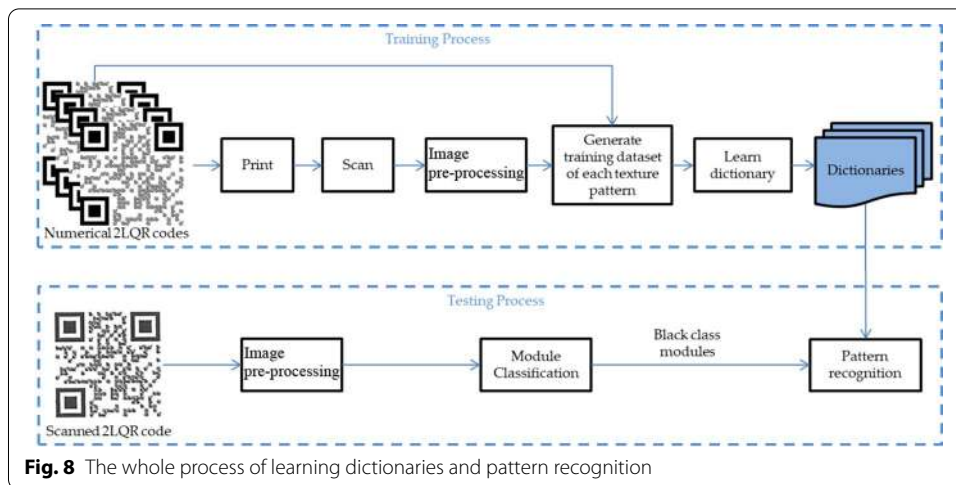 Training Process
Numerical 2LQR codes
Print
Scan
Image
pre-processing
Generate
training dataset
of each texture
pattern
Learn
dictionary
Dictionaries
Testing Process
Scanned 2LQR code
Image
pre-processing
Module
Classification
Black class
modules
Pattern
recognition
Fig. 8 The whole process of learning dictionaries and pattern recognition